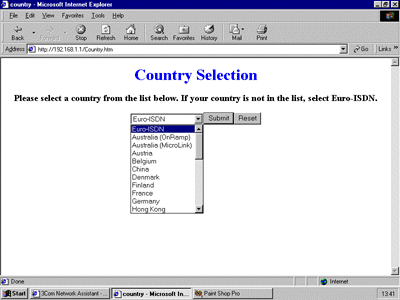 country - Microsoft Internet Explorer
File Edit View Favorites Tools Help
Back Forward Stop Refresh Home Search Favorites History Mail Print
Address http://192.168.1.1/Country.htm Go Links »
Country Selection
Please select a country from the list below. If your country is not in the list, select Euro-ISDN.
Euro-ISDN Submit Reset
Euro-ISDN
Australia (OnRamp)
Australia (MicroLink)
Austria
Belgium
China
Denmark
Finland
France
Germany
Hong Kong
Done Internet
Start 3Com Network Assistant - ... country - Microsoft In... Paint Shop Pro 13:41